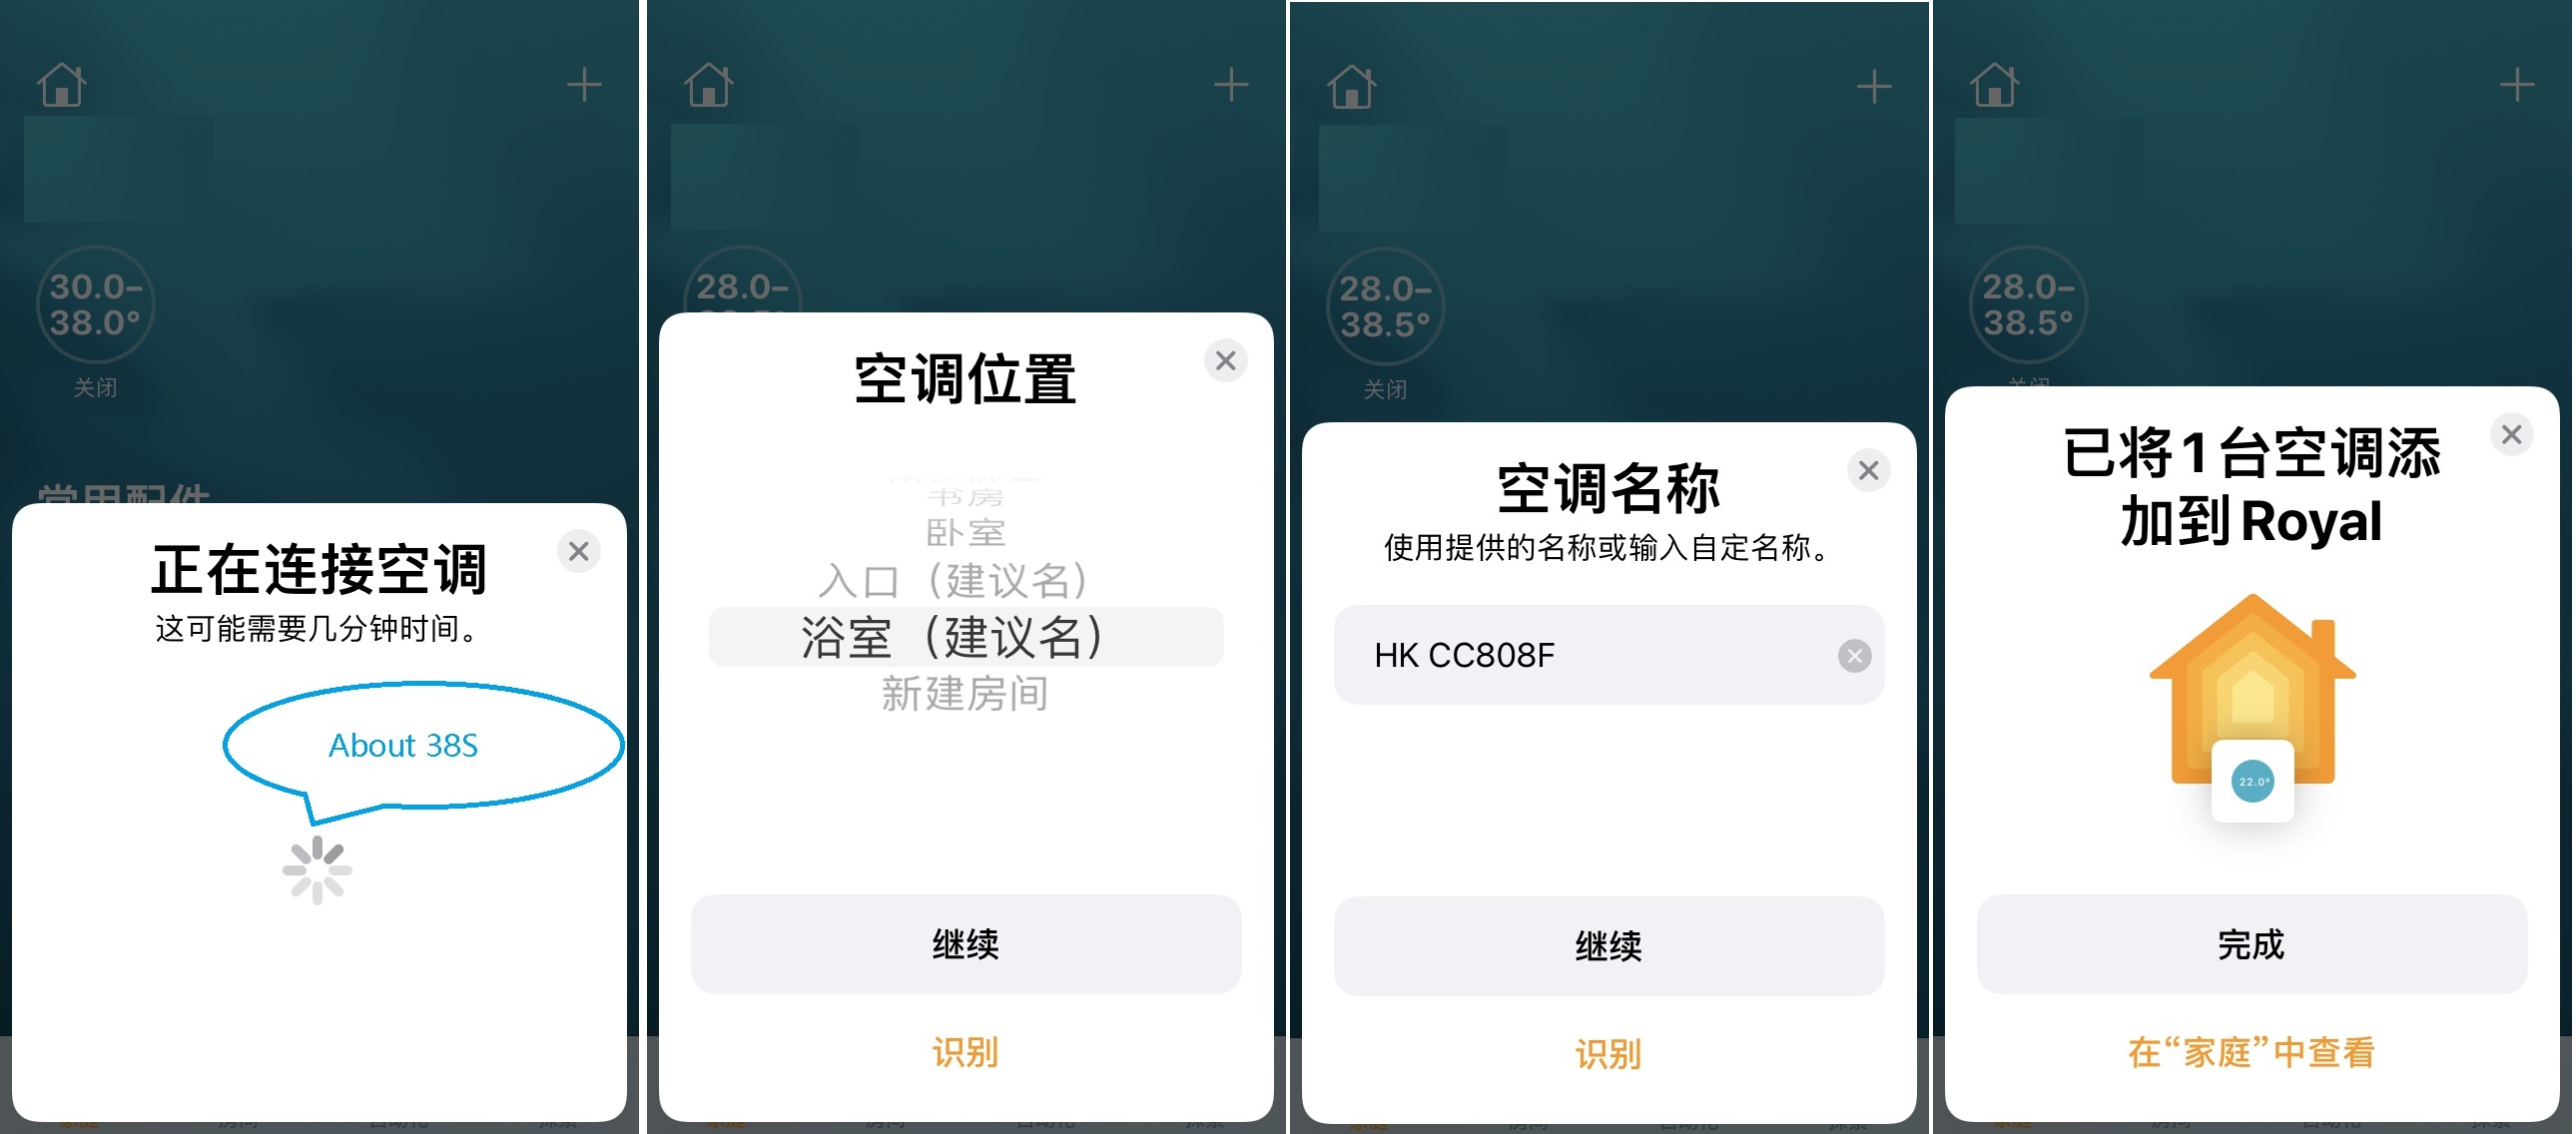 30.0–
38.0°
关闭
常用配件
正在连接空调
这可能需要几分钟时间。
About 38S
28.0–
空调位置
书房
卧室
入口（建议名）
浴室（建议名）
新建房间
继续
识别
28.0–
38.5°
关闭
空调名称
使用提供的名称或输入自定名称。
HK CC808F
继续
识别
28.0–
38.5°
关闭
已将1台空调添
加到 Royal
22.0°
完成
在“家庭”中查看